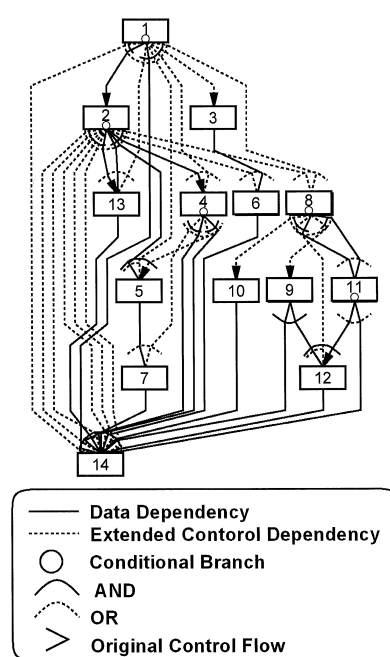 1
2
3
13
4
6
8
5
10
9
11
7
12
14
Data Dependency
Extended Contorol Dependency
Conditional Branch
AND
OR
Original Control Flow